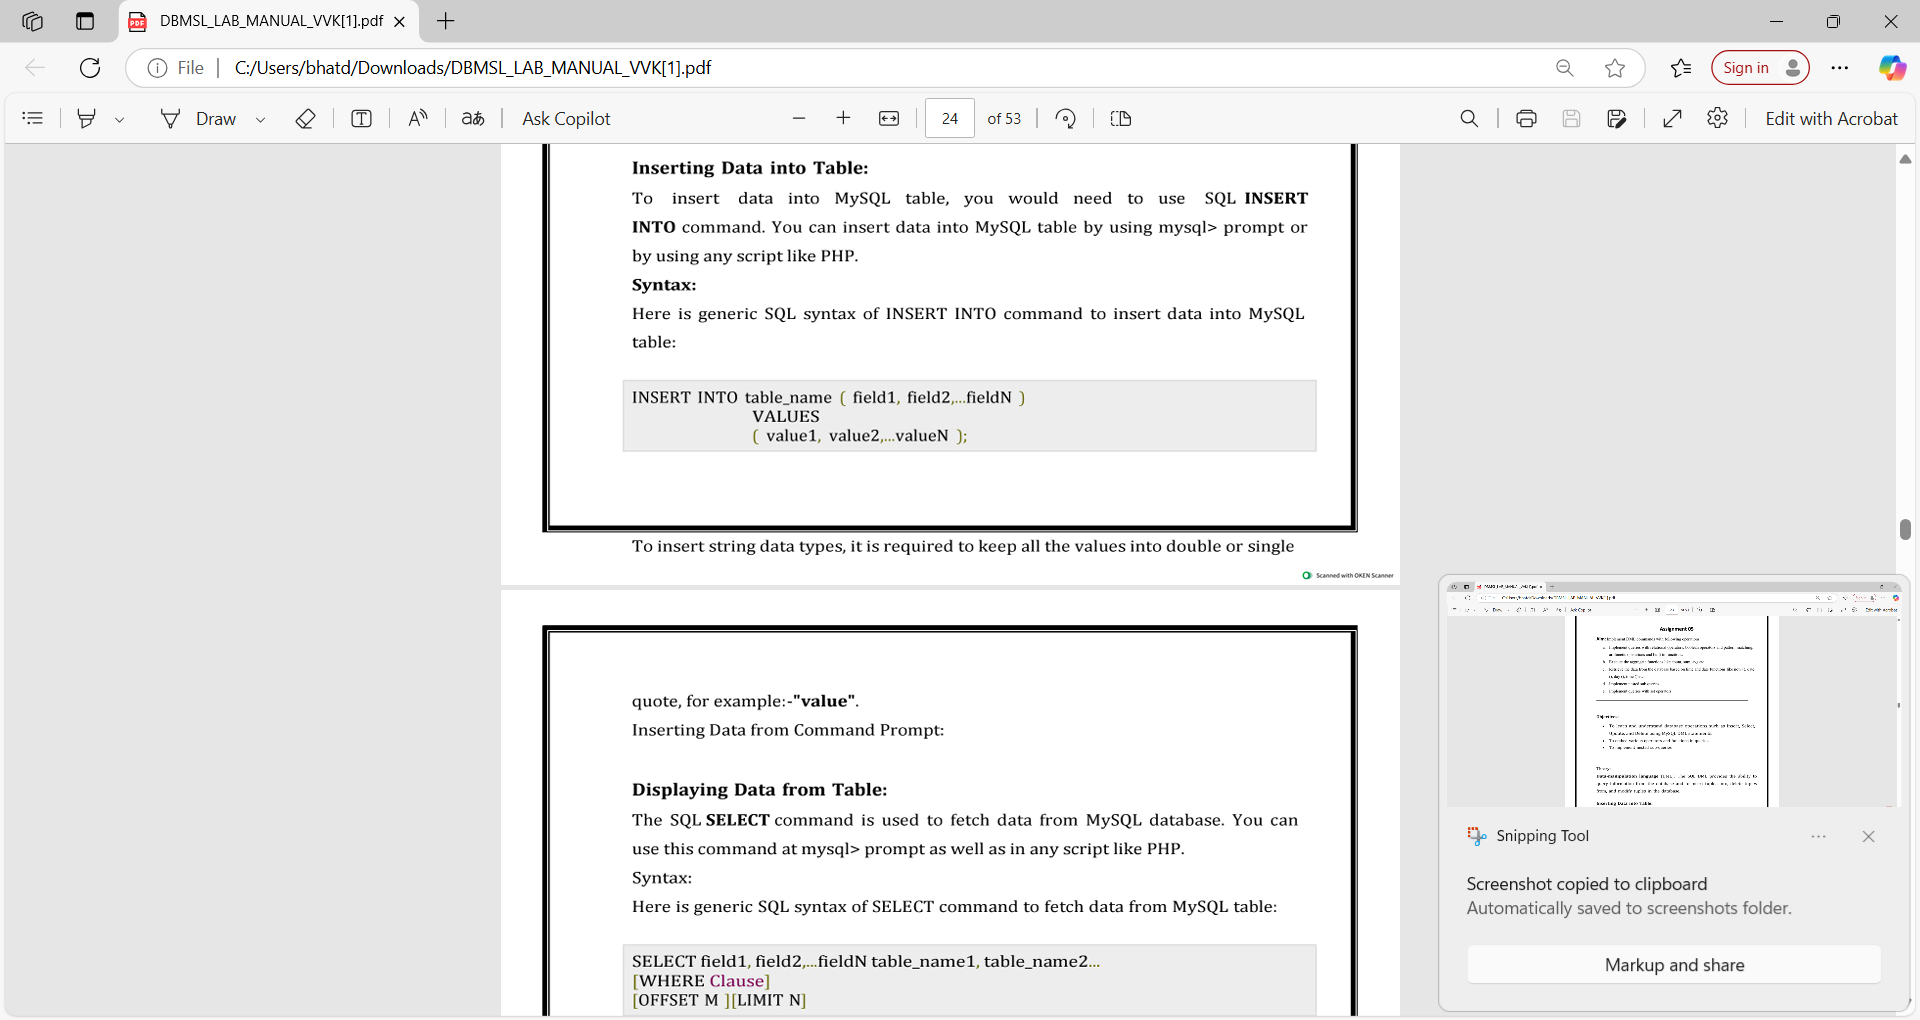 DBMSL_LAB_MANUAL_VVK[1].pdf
File
C:/Users/bhatd/Downloads/DBMSL_LAB_MANUAL_VVK[1].pdf
Sign in
Draw
Ask Copilot
24 of 53
Edit with Acrobat
Inserting Data into Table:
To insert data into MySQL table, you would need to use SQL INSERT
INTO command. You can insert data into MySQL table by using mysql> prompt or
by using any script like PHP.
Syntax:
Here is generic SQL syntax of INSERT INTO command to insert data into MySQL
table:
INSERT INTO table_name ( field1, field2,...fieldN )
VALUES
( value1, value2,...valueN );
To insert string data types, it is required to keep all the values into double or single
Scanned with OKEN Scanner
quote, for example:-"value".
Inserting Data from Command Prompt:
Displaying Data from Table:
The SQL SELECT command is used to fetch data from MySQL database. You can
use this command at mysql> prompt as well as in any script like PHP.
Syntax:
Here is generic SQL syntax of SELECT command to fetch data from MySQL table:
SELECT field1, field2,...fieldN table_name1, table_name2...
[WHERE Clause]
[OFFSET M ][LIMIT N]
Assignment 05
Snipping Tool
Screenshot copied to clipboard
Automatically saved to screenshots folder.
Markup and share